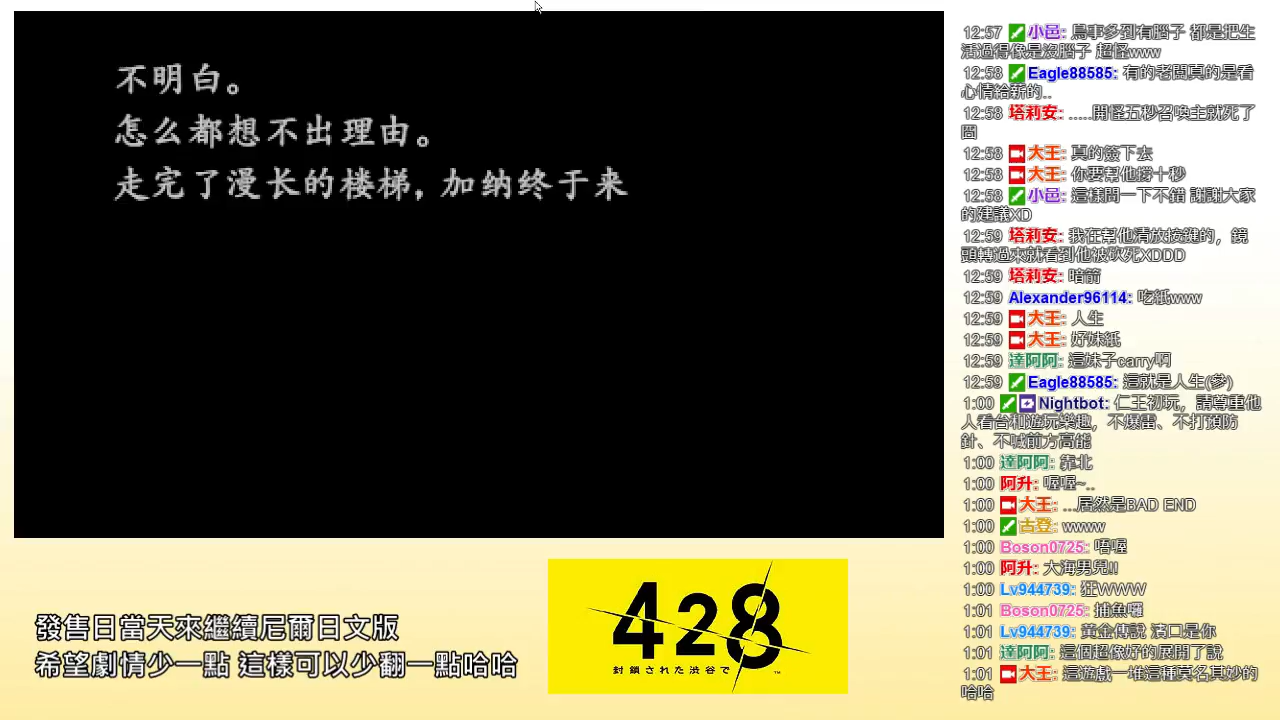 不明白。
怎么都想不出理由。
走完了漫长的楼梯,加纳终于来
發售日當天來繼續尼爾日文版
希望劇情少一點 這樣可以少翻一點哈哈
428
封鎖された渋谷で
12:57 小邑: 鳥事多到有腦子 都是把生
活過得像是沒腦子 超怪www
12:58 Eagle88585: 有的老闆真的是看
心情給薪的..
12:58 塔莉安: .....開怪五秒召喚主就死了
囧
12:58 大王: 真的簽下去
12:58 大王: 你要幫他撐十秒
12:58 小邑: 這樣問一下不錯 謝謝大家
的建議XD
12:59 塔莉安: 我在幫他清放按鍵的, 鏡
頭轉過來就看到他被砍死XDDD
12:59 塔莉安: 暗箭
12:59 Alexander96114: 吃紙www
12:59 大王: 人生
12:59 大王: 好妹紙
12:59 達阿阿: 這妹子carry啊
12:59 Eagle88585: 這就是人生(參)
1:00 Nightbot: 仁王初玩, 請尊重他
人看台和遊玩樂趣, 不爆雷、不打預防
針、不喊前方高能
1:00 達阿阿: 靠北
1:00 阿升: 喔喔~..
1:00 大王: ...居然是BAD END
1:00 古登: wwww
1:00 Boson0725: 唔喔
1:00 阿升: 大海男兒!!
1:00 Lv944739: 狂WWW
1:01 Boson0725: 捕魚囉
1:01 Lv944739: 黃金傳說 濱口是你
1:01 達阿阿: 這個超像好的展開了說
1:01 大王: 這遊戲一堆這種莫名其妙的
哈哈